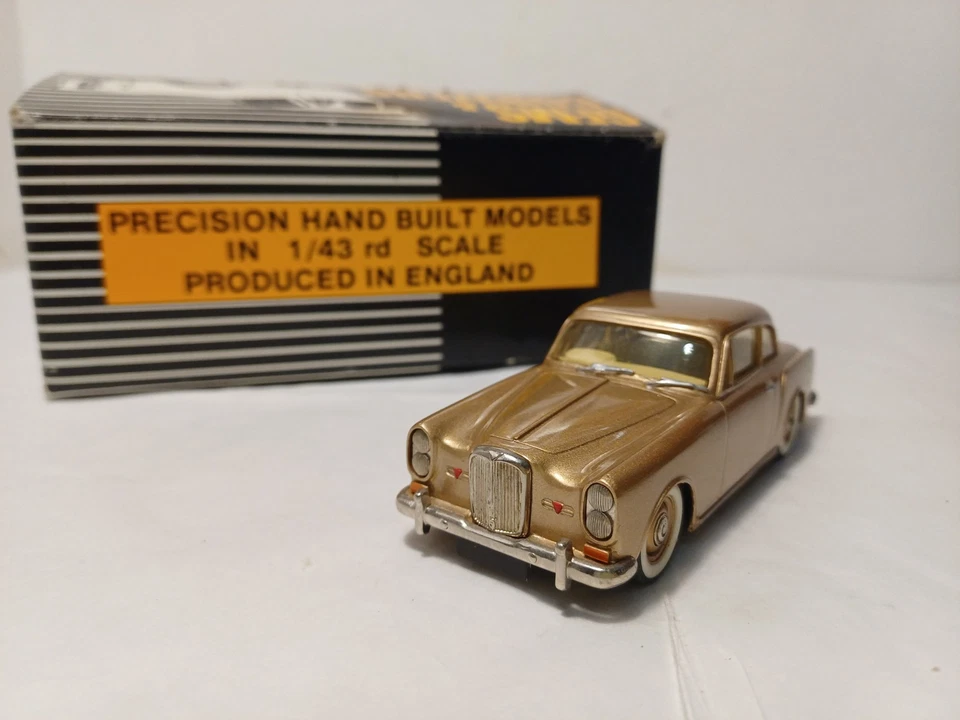 PRECISION HAND BUILT MODELS
IN 1/43 rd SCALE
PRODUCED IN ENGLAND